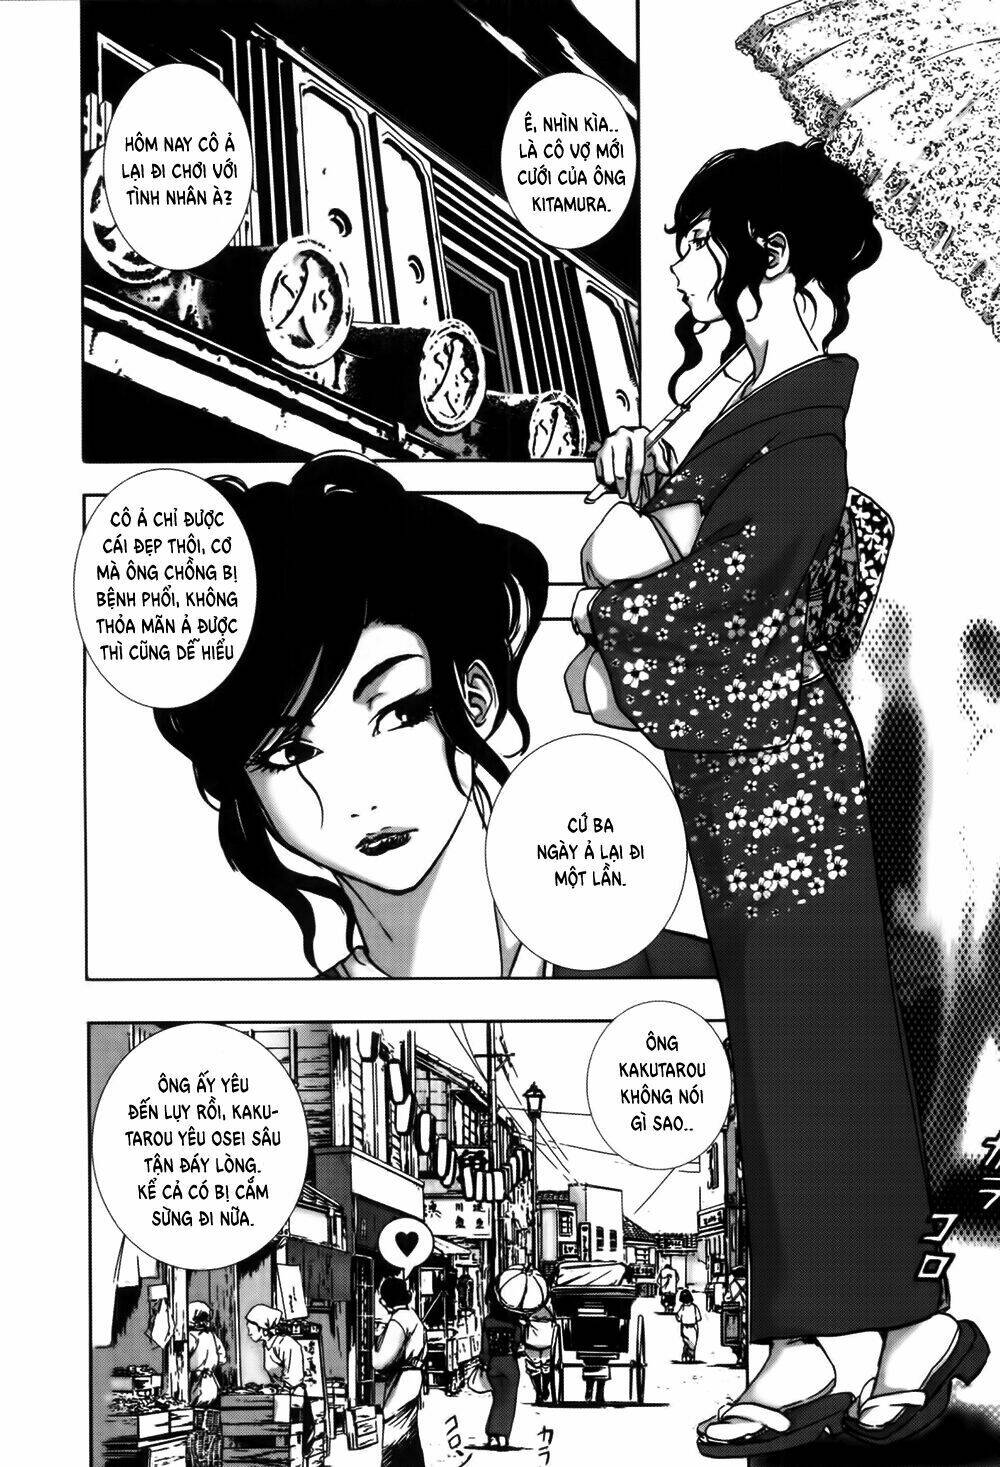 Ê, NHÌN KÌA..
LÀ CÔ VỢ MỚI
CƯỚI CỦA ÔNG
KITAMURA.
HÔM NAY CÔ Ả
LẠI ĐI CHƠI VỚI
TÌNH NHÂN À?
CÔ Ả CHỈ ĐƯỢC
CÁI ĐẸP THÔI, CƠ
MÀ ÔNG CHỒNG BỊ
BỆNH PHỔI, KHÔNG
THỎA MÃN Ả ĐƯỢC
THÌ CŨNG DỄ HIỂU
CỨ BA
NGÀY Ả LẠI ĐI
MỘT LẦN.
ÔNG
KAKUTAROU
KHÔNG NÓI
GÌ SAO..
ÔNG ẤY YÊU
ĐẾN LỤY RỒI, KAKU-
TAROU YÊU OSEI SÂU
TẬN ĐÁY LÒNG.
KỂ CẢ CÓ BỊ CẮM
SỪNG ĐI NỮA.
カラ
コロ
カラ
コロン